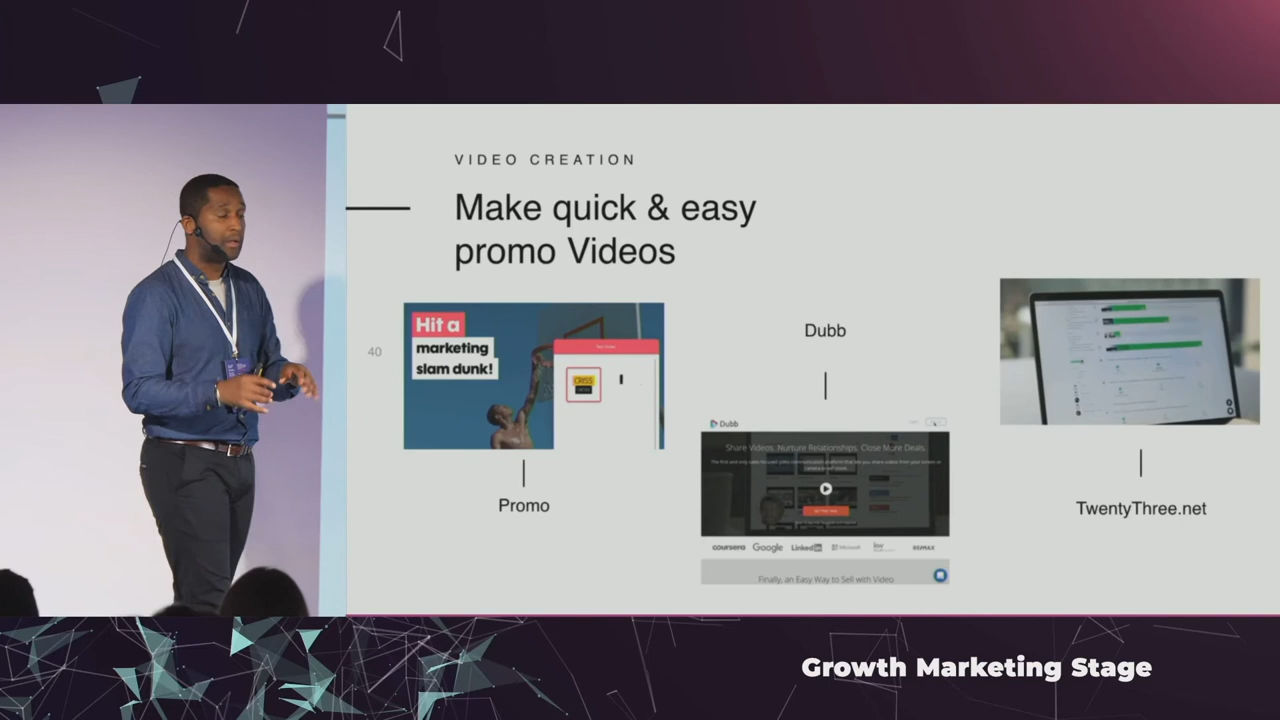 VIDEO CREATION
Make quick & easy
promo Videos
40
Hit a
marketing
slam dunk!
CRISIS
Promo
Dubb
Dubb
Share Videos. Nurture Relationships. Close More Deals.
coursera Google LinkedIn Microsoft kw RE/MAX
Finally, an Easy Way to Sell with Video
TwentyThree.net
Growth Marketing Stage